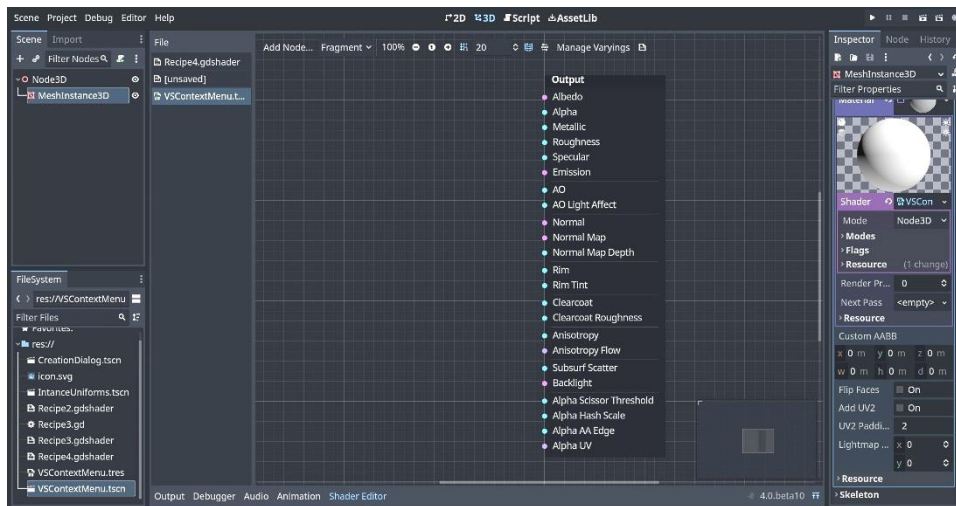 Scene Project Debug Editor Help
2D 3D Script AssetLib
Scene Import
Filter Nodes
Node3D
MeshInstance3D
FileSystem
res://VSContextMenu
Filter Files
Favorites:
res://
CreationDialog.tscn
icon.svg
IntanceUniforms.tscn
Recipe2.gdshader
Recipe3.gd
Recipe3.gdshader
Recipe4.gdshader
VSContextMenu.tres
VSContextMenu.tscn
File
Recipe4.gdshader
[unsaved]
VSContextMenu.t...
Add Node... Fragment 100% 20 Manage Varyings
Output
Albedo
Alpha
Metallic
Roughness
Specular
Emission
AO
AO Light Affect
Normal
Normal Map
Normal Map Depth
Rim
Rim Tint
Clearcoat
Clearcoat Roughness
Anisotropy
Anisotropy Flow
Subsurf Scatter
Backlight
Alpha Scissor Threshold
Alpha Hash Scale
Alpha AA Edge
Alpha UV
Output Debugger Audio Animation Shader Editor
4.0.beta10
Inspector Node History
MeshInstance3D
Filter Properties
Material
Shader VSCon
Mode Node3D
Modes
Flags
Resource (1 change)
Render Pr... 0
Next Pass <empty>
Resource
Custom AABB
x 0 m y 0 m z 0 m
w 0 m h 0 m d 0 m
Flip Faces On
Add UV2 On
UV2 Paddi... 2
Lightmap ... x 0
y 0
Resource
Skeleton